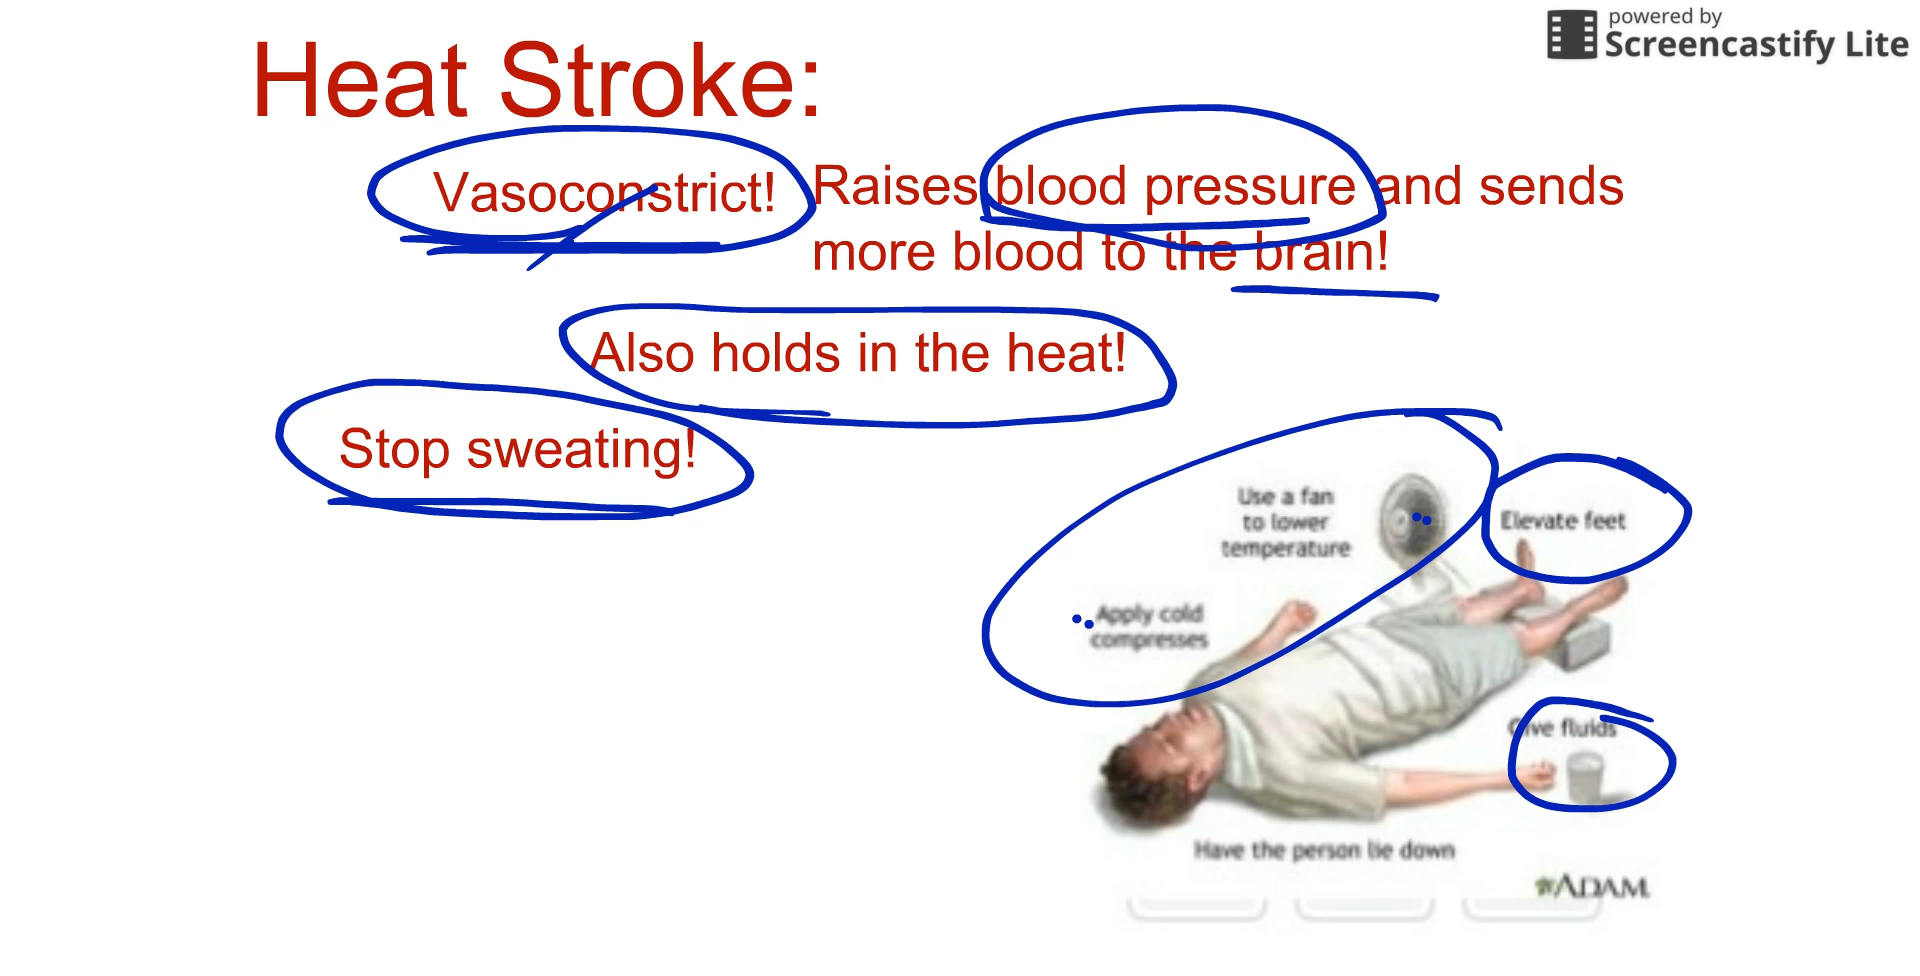 powered by
Screencastify Lite
Heat Stroke:
Vasoconstrict!
Raises blood pressure and sends
more blood to the brain!
Also holds in the heat!
Stop sweating!
Use a fan
to lower
temperature
Elevate feet
Apply cold
compresses
Give fluids
Have the person lie down
ADAM